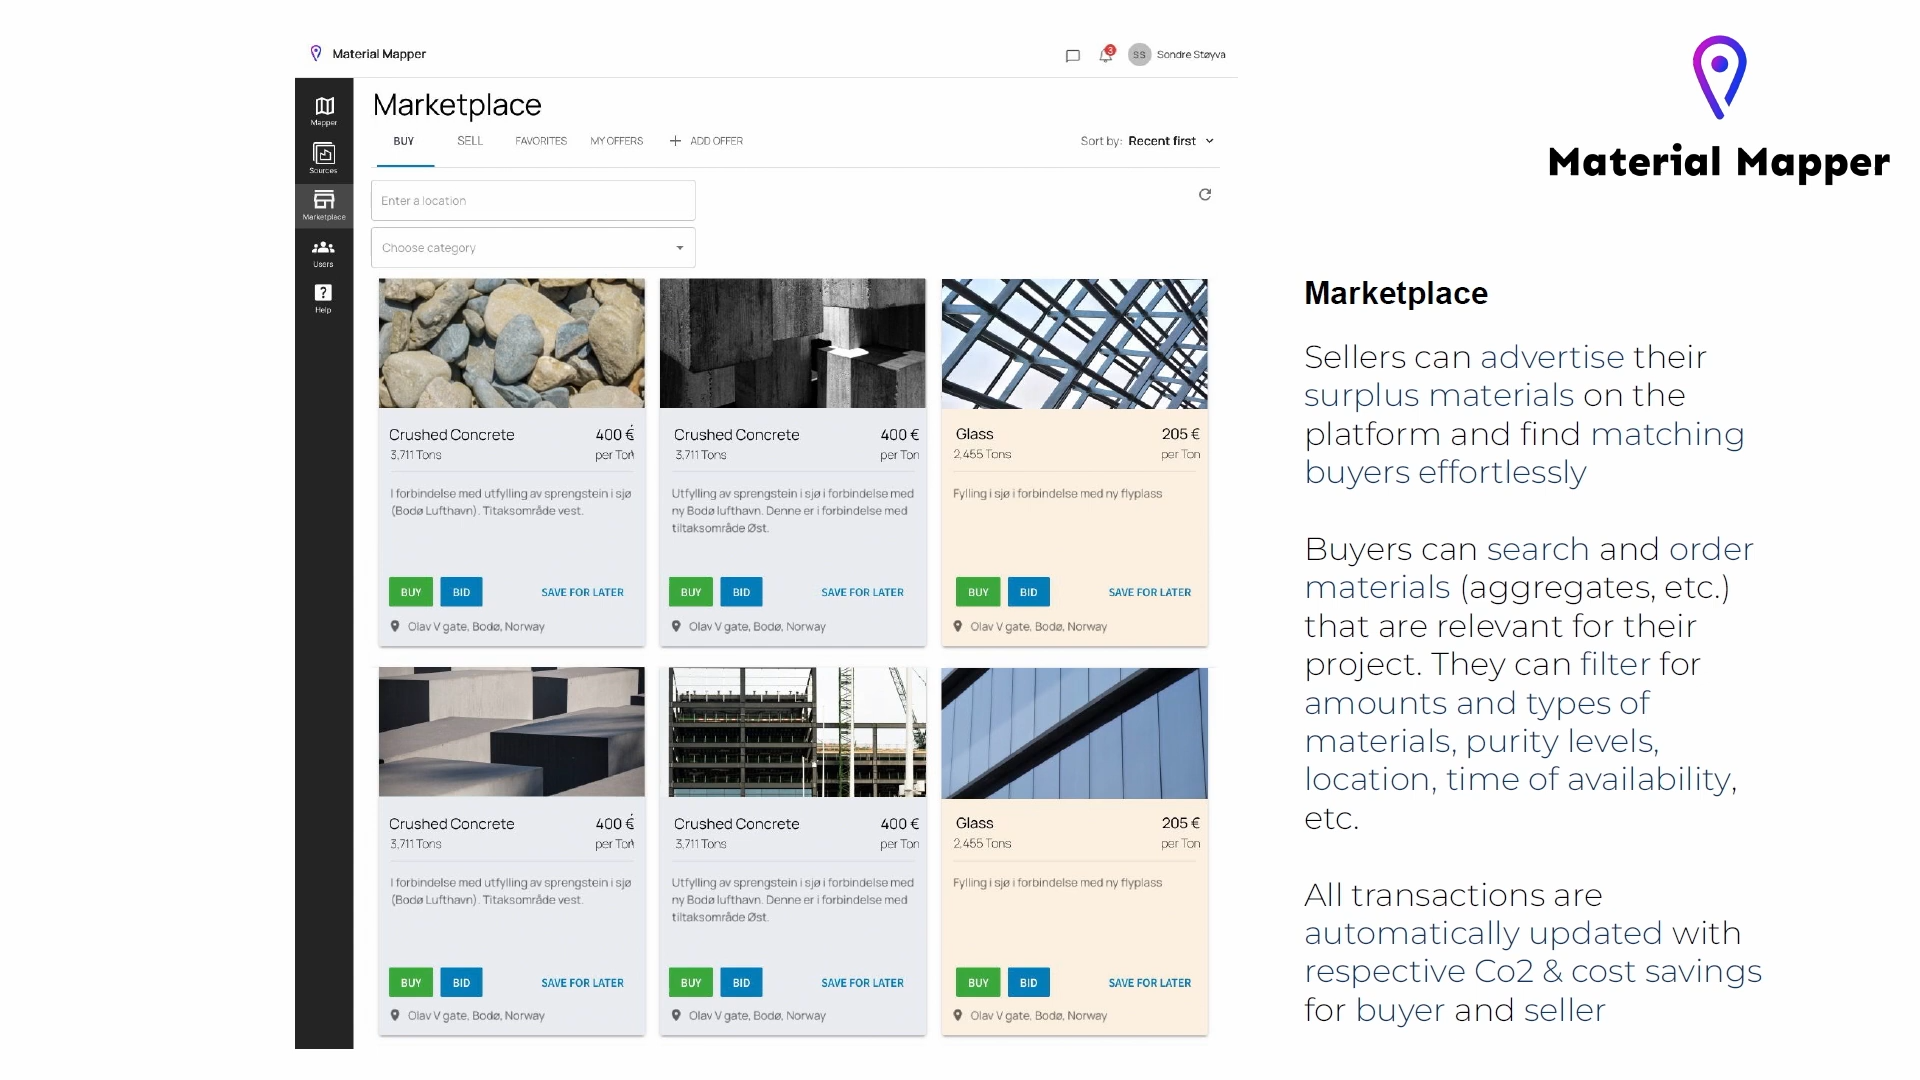 Material Mapper
3
SS
Sondre Støyva
Mapper
Sources
Marketplace
Users
?
Help
Marketplace
BUY
SELL
FAVORITES
MY OFFERS
+ ADD OFFER
Sort by: Recent first
Enter a location
Choose category
Crushed Concrete
400 €
3,711 Tons
per Ton
I forbindelse med utfylling av sprengstein i sjø
(Bodø Lufthavn). Titaksområde vest.
BUY
BID
SAVE FOR LATER
Olav V gate, Bodø, Norway
Crushed Concrete
400 €
3,711 Tons
per Ton
Utfylling av sprengstein i sjø i forbindelse med
ny Bodø lufthavn. Denne er i forbindelse med
tiltaksområde Øst.
BUY
BID
SAVE FOR LATER
Olav V gate, Bodø, Norway
Glass
205 €
2,455 Tons
per Ton
Fylling i sjø i forbindelse med ny flyplass
BUY
BID
SAVE FOR LATER
Olav V gate, Bodø, Norway
Crushed Concrete
400 €
3,711 Tons
per Ton
I forbindelse med utfylling av sprengstein i sjø
(Bodø Lufthavn). Titaksområde vest.
BUY
BID
SAVE FOR LATER
Olav V gate, Bodø, Norway
Crushed Concrete
400 €
3,711 Tons
per Ton
Utfylling av sprengstein i sjø i forbindelse med
ny Bodø lufthavn. Denne er i forbindelse med
tiltaksområde Øst.
BUY
BID
SAVE FOR LATER
Olav V gate, Bodø, Norway
Glass
205 €
2,455 Tons
per Ton
Fylling i sjø i forbindelse med ny flyplass
BUY
BID
SAVE FOR LATER
Olav V gate, Bodø, Norway
Material Mapper
Marketplace
Sellers can advertise their
surplus materials on the
platform and find matching
buyers effortlessly
Buyers can search and order
materials (aggregates, etc.)
that are relevant for their
project. They can filter for
amounts and types of
materials, purity levels,
location, time of availability,
etc.
All transactions are
automatically updated with
respective Co2 & cost savings
for buyer and seller